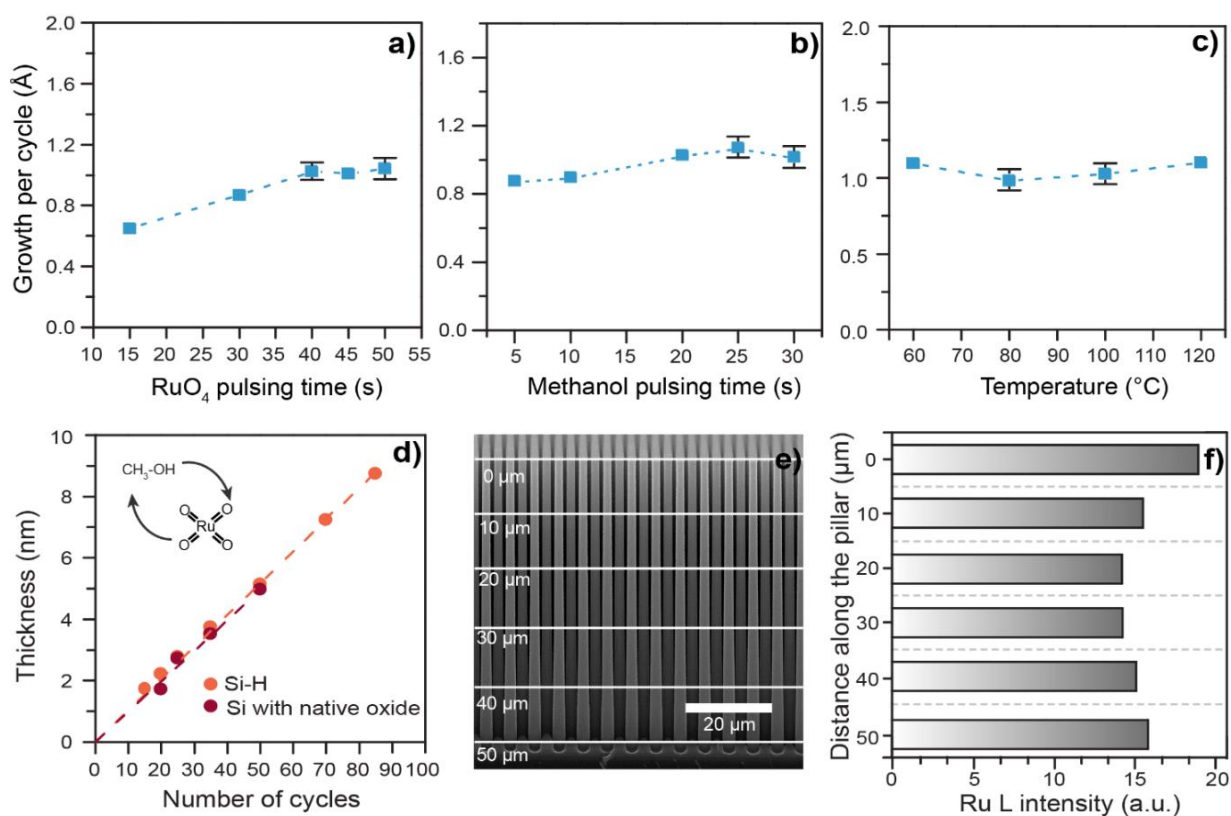 a)
Growth per cycle (Å)
2.0
1.6
1.2
0.8
0.4
0.0
10 15 20 25 30 35 40 45 50 55
RuO₄ pulsing time (s)
b)
1.6
1.2
0.8
0.4
0.0
5 10 15 20 25 30
Methanol pulsing time (s)
c)
2.0
1.5
1.0
0.5
0.0
60 70 80 90 100 110 120
Temperature (°C)
d)
Thickness (nm)
10
8
6
4
2
0
CH₃-OH
O O
Ru
O O
Si-H
Si with native oxide
0 10 20 30 40 50 60 70 80 90 100
Number of cycles
e)
0 µm
10 µm
20 µm
30 µm
40 µm
20 µm
50 µm
f)
Distance along the pillar (µm)
0
10
20
30
40
50
0 5 10 15 20
Ru L intensity (a.u.)